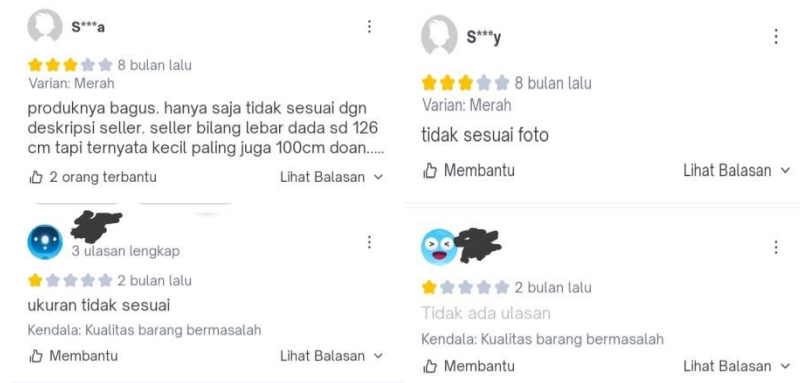 S***a
8 bulan lalu
Varian: Merah
produknya bagus. hanya saja tidak sesuai dgn
deskripsi seller. seller bilang lebar dada sd 126
cm tapi ternyata kecil paling juga 100cm doan.....
2 orang terbantu
Lihat Balasan
3 ulasan lengkap
2 bulan lalu
ukuran tidak sesuai
Kendala: Kualitas barang bermasalah
Membantu
Lihat Balasan
S***y
8 bulan lalu
Varian: Merah
tidak sesuai foto
Membantu
Lihat Balasan
2 bulan lalu
Tidak ada ulasan
Kendala: Kualitas barang bermasalah
Membantu
Lihat Balasan